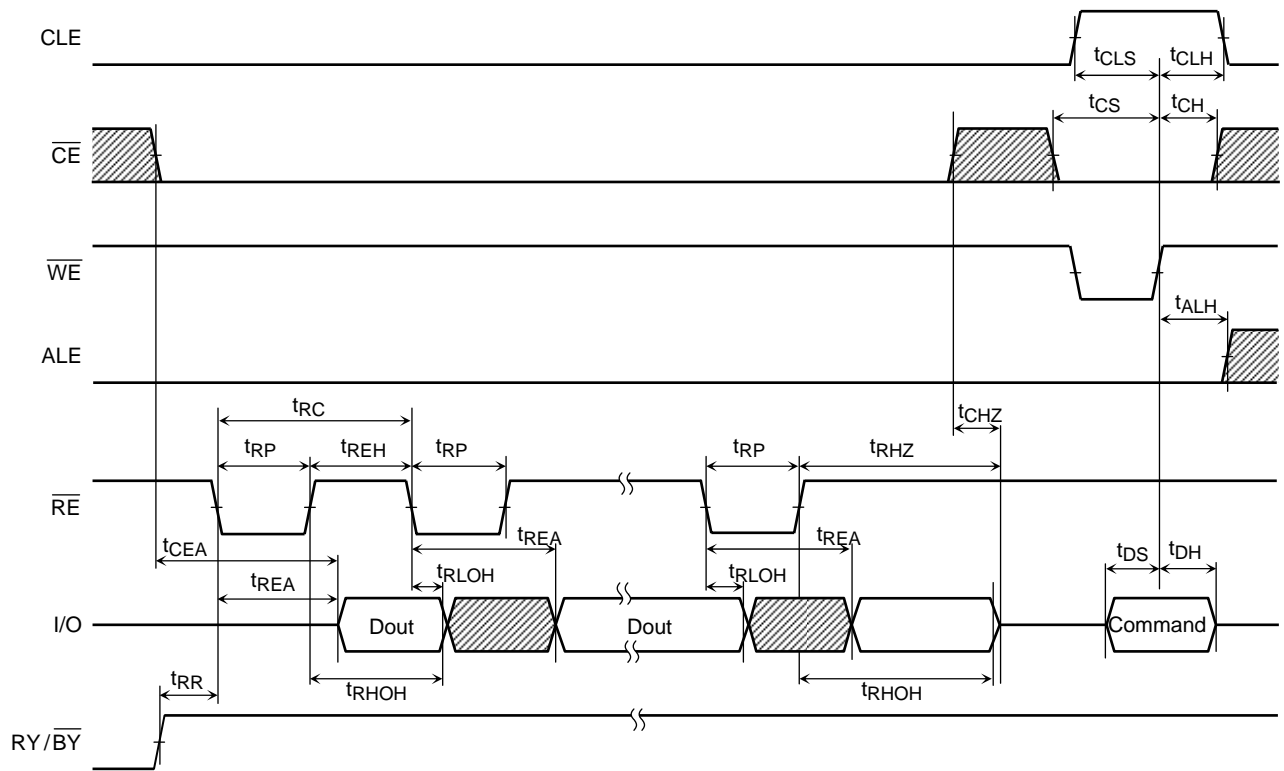 CLE
tCLS
tCLH
tCS
tCH
CE
WE
tALH
ALE
tRC
tCHZ
tRP
tREH
tRP
tRP
tRHZ
RE
tCEA
tREA
tREA
tDS
tDH
tREA
tRLOH
tRLOH
I/O
Dout
Dout
Command
tRR
tRHOH
tRHOH
RY/BY